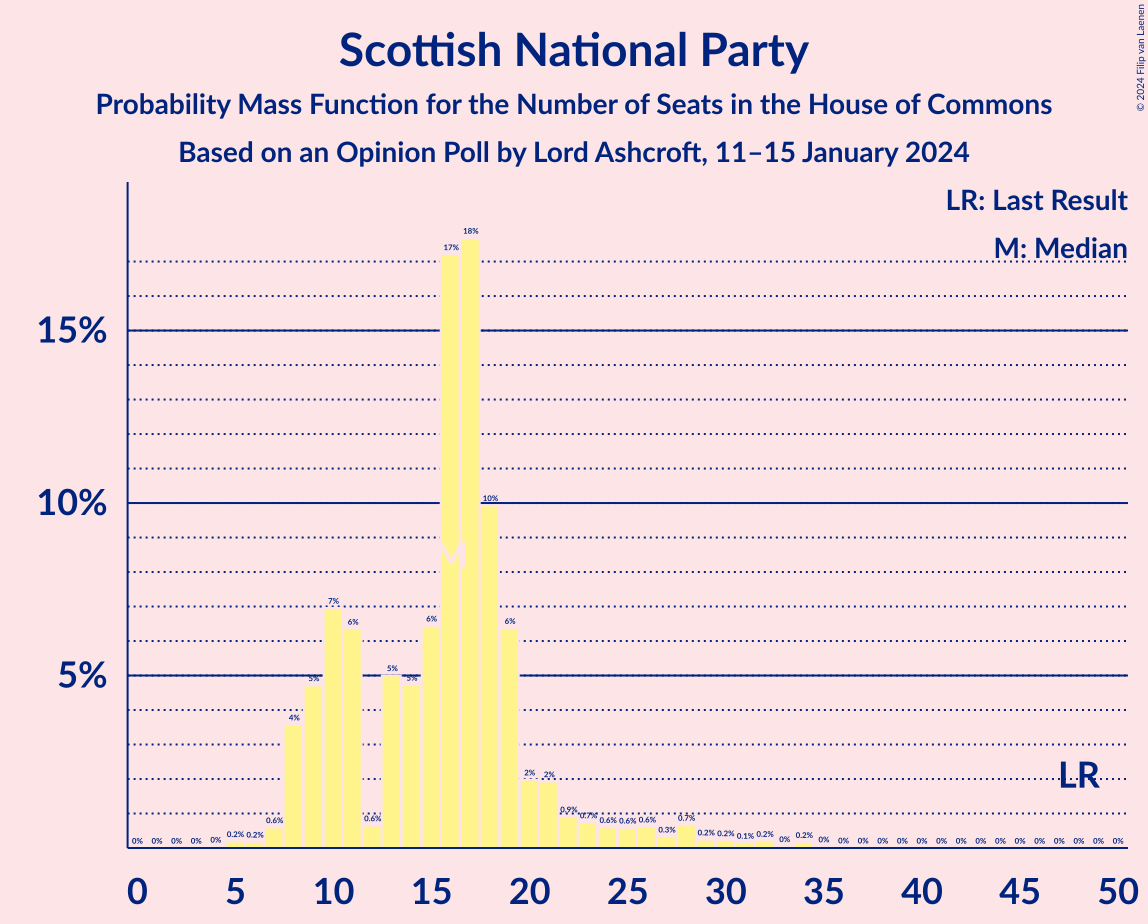 Scottish National Party
Probability Mass Function for the Number of Seats in the House of Commons
Based on an Opinion Poll by Lord Ashcroft, 11–15 January 2024
© 2024 Filip van Laenen
LR: Last Result
M: Median
15%
10%
5%
0% 0% 0% 0% 0% 0.2% 0.2% 0.6% 4% 5% 7% 6% 0.6% 5% 5% 6% 17% 18% 10% 6% 2% 2% 0.9% 0.7% 0.6% 0.6% 0.6% 0.3% 0.7% 0.2% 0.2% 0.1% 0.2% 0% 0.2% 0% 0% 0% 0% 0% 0% 0% 0% 0% 0% 0% 0% 0% 0% 0% 0%
M
LR
0 5 10 15 20 25 30 35 40 45 50